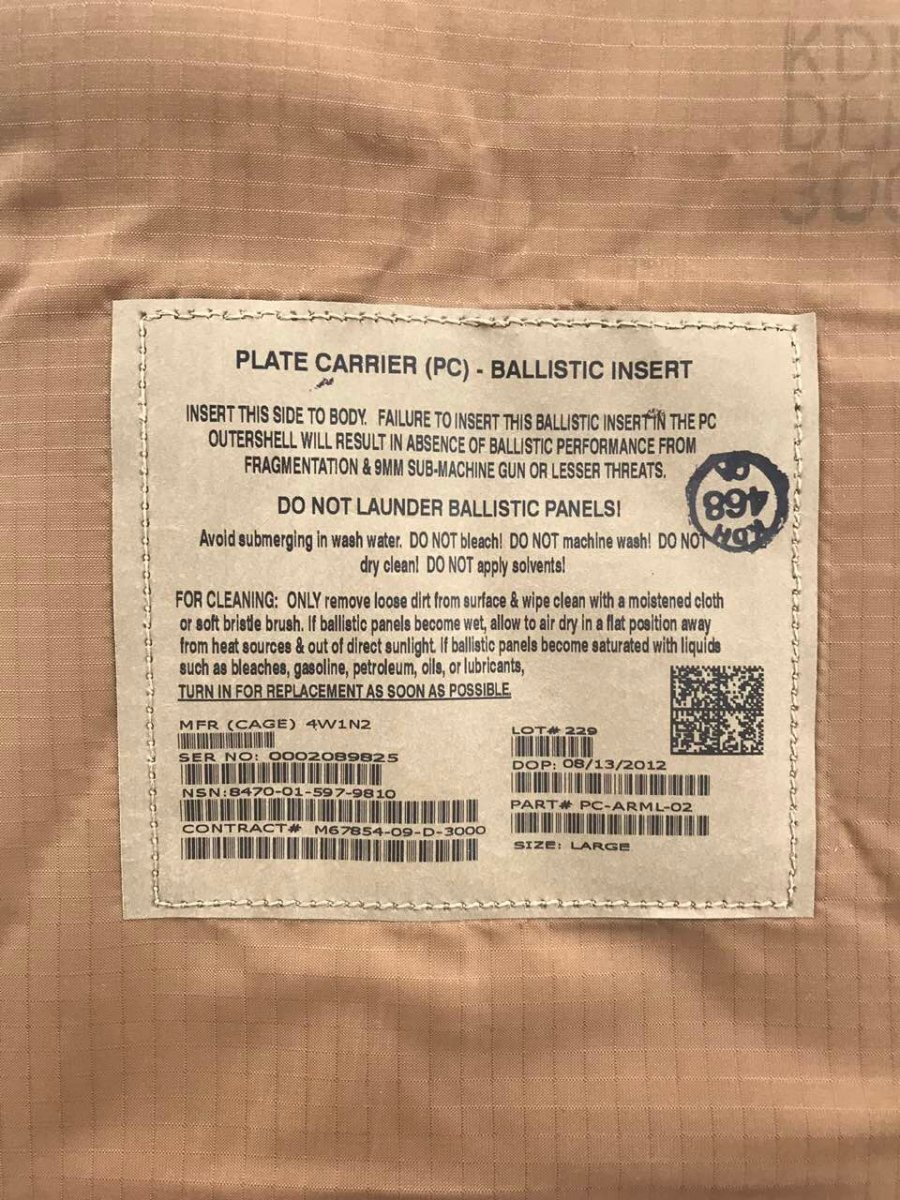 PLATE CARRIER (PC) - BALLISTIC INSERT
INSERT THIS SIDE TO BODY. FAILURE TO INSERT THIS BALLISTIC INSERT IN THE PC
OUTERSHELL WILL RESULT IN ABSENCE OF BALLISTIC PERFORMANCE FROM
FRAGMENTATION & 9MM SUB-MACHINE GUN OR LESSER THREATS.
DO NOT LAUNDER BALLISTIC PANELS!
Avoid submerging in wash water. DO NOT bleach! DO NOT machine wash! DO NOT
dry clean! DO NOT apply solvents!
FOR CLEANING: ONLY remove loose dirt from surface & wipe clean with a moistened cloth
or soft bristle brush. If ballistic panels become wet, allow to air dry in a flat position away
from heat sources & out of direct sunlight. If ballistic panels become saturated with liquids
such as bleaches, gasoline, petroleum, oils, or lubricants,
TURN IN FOR REPLACEMENT AS SOON AS POSSIBLE.
MFR (CAGE) 4W1N2
SER NO: 0002089825
NSN:8470-01-597-9810
CONTRACT# M67854-09-D-3000
LOT# 229
DOP: 08/13/2012
PART# PC-ARML-02
SIZE: LARGE
KDH
468